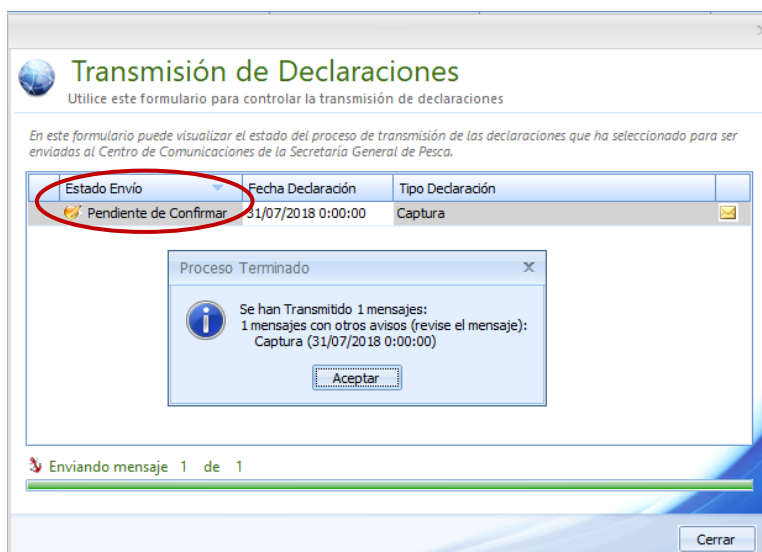 Transmisión de Declaraciones
Utilice este formulario para controlar la transmisión de declaraciones
En este formulario puede visualizar el estado del proceso de transmisión de las declaraciones que ha seleccionado para ser
enviadas al Centro de Comunicaciones de la Secretaría General de Pesca.
Estado Envío Fecha Declaración Tipo Declaración
Pendiente de Confirmar 31/07/2018 0:00:00 Captura
Proceso Terminado x
Se han Transmitido 1 mensajes:
1 mensajes con otros avisos (revise el mensaje):
Captura (31/07/2018 0:00:00)
Aceptar
Enviando mensaje 1 de 1
Cerrar